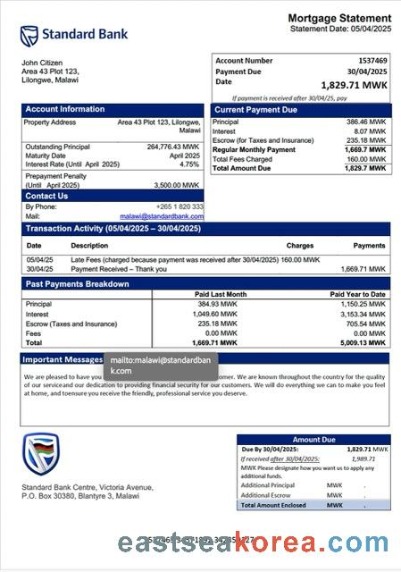 Mortgage Statement
Statement Date: 05/04/2025
Standard Bank
John Citizen
Area 43 Plot 123,
Lilongwe, Malawi
Account Number 1537469
Payment Due 30/04/2025
Date
1,829.71 MWK
If payment is received after 30/04/25, pay
Account Information
Property Address Area 43 Plot 123, Lilongwe, Malawi
Outstanding Principal 264,776.43 MWK
Maturity Date April 2025
Interest Rate (Until April 2025) 4.75%
Prepayment Penalty
(Until April 2025) 3,500.00 MWK
Contact Us
By Phone: +265 1 820 333
Mail: malawi@standardbank.com
Current Payment Due
Principal 386.46 MWK
Interest 8.07 MWK
Escrow (for Taxes and Insurance) 235.18 MWK
Regular Monthly Payment 1,669.7 MWK
Total Fees Charged 160.00 MWK
Total Amount Due 1,829.7 MWK
Transaction Activity (05/04/2025 – 30/04/2025)
Date Description Charges Payments
05/04/25 Late Fees (charged because payment was received after 30/04/2025) 160.00 MWK
30/04/25 Payment Received – Thank you 1,669.71 MWK
Past Payments Breakdown
Paid Last Month Paid Year to Date
Principal 384.93 MWK 1,150.25 MWK
Interest 1,049.60 MWK 3,153.34 MWK
Escrow (Taxes and Insurance) 235.18 MWK 705.54 MWK
Fees 0.00 MWK 0.00 MWK
Total 1,669.71 MWK 5,009.13 MWK
Important Messages
mailto:malawi@standardban
k.com
We are pleased to have you customer. We are known throughout the country for the quality
of our serviceand our dedication to providing financial security for our customers. We will do everything we can to make you feel
at home, and toensure you receive the friendly, professional service you deserve.
Standard Bank Centre, Victoria Avenue,
P.O. Box 30380, Blantyre 3, Malawi
Amount Due
Due By 30/04/2025: 1,829.71 MWK
If received after 30/04/2025: 1,989.71
MWK Please designate how you want us to apply any
additional funds.
Additional Principal MWK .
Additional Escrow MWK .
Total Amount Enclosed MWK .
eastseakorea.com